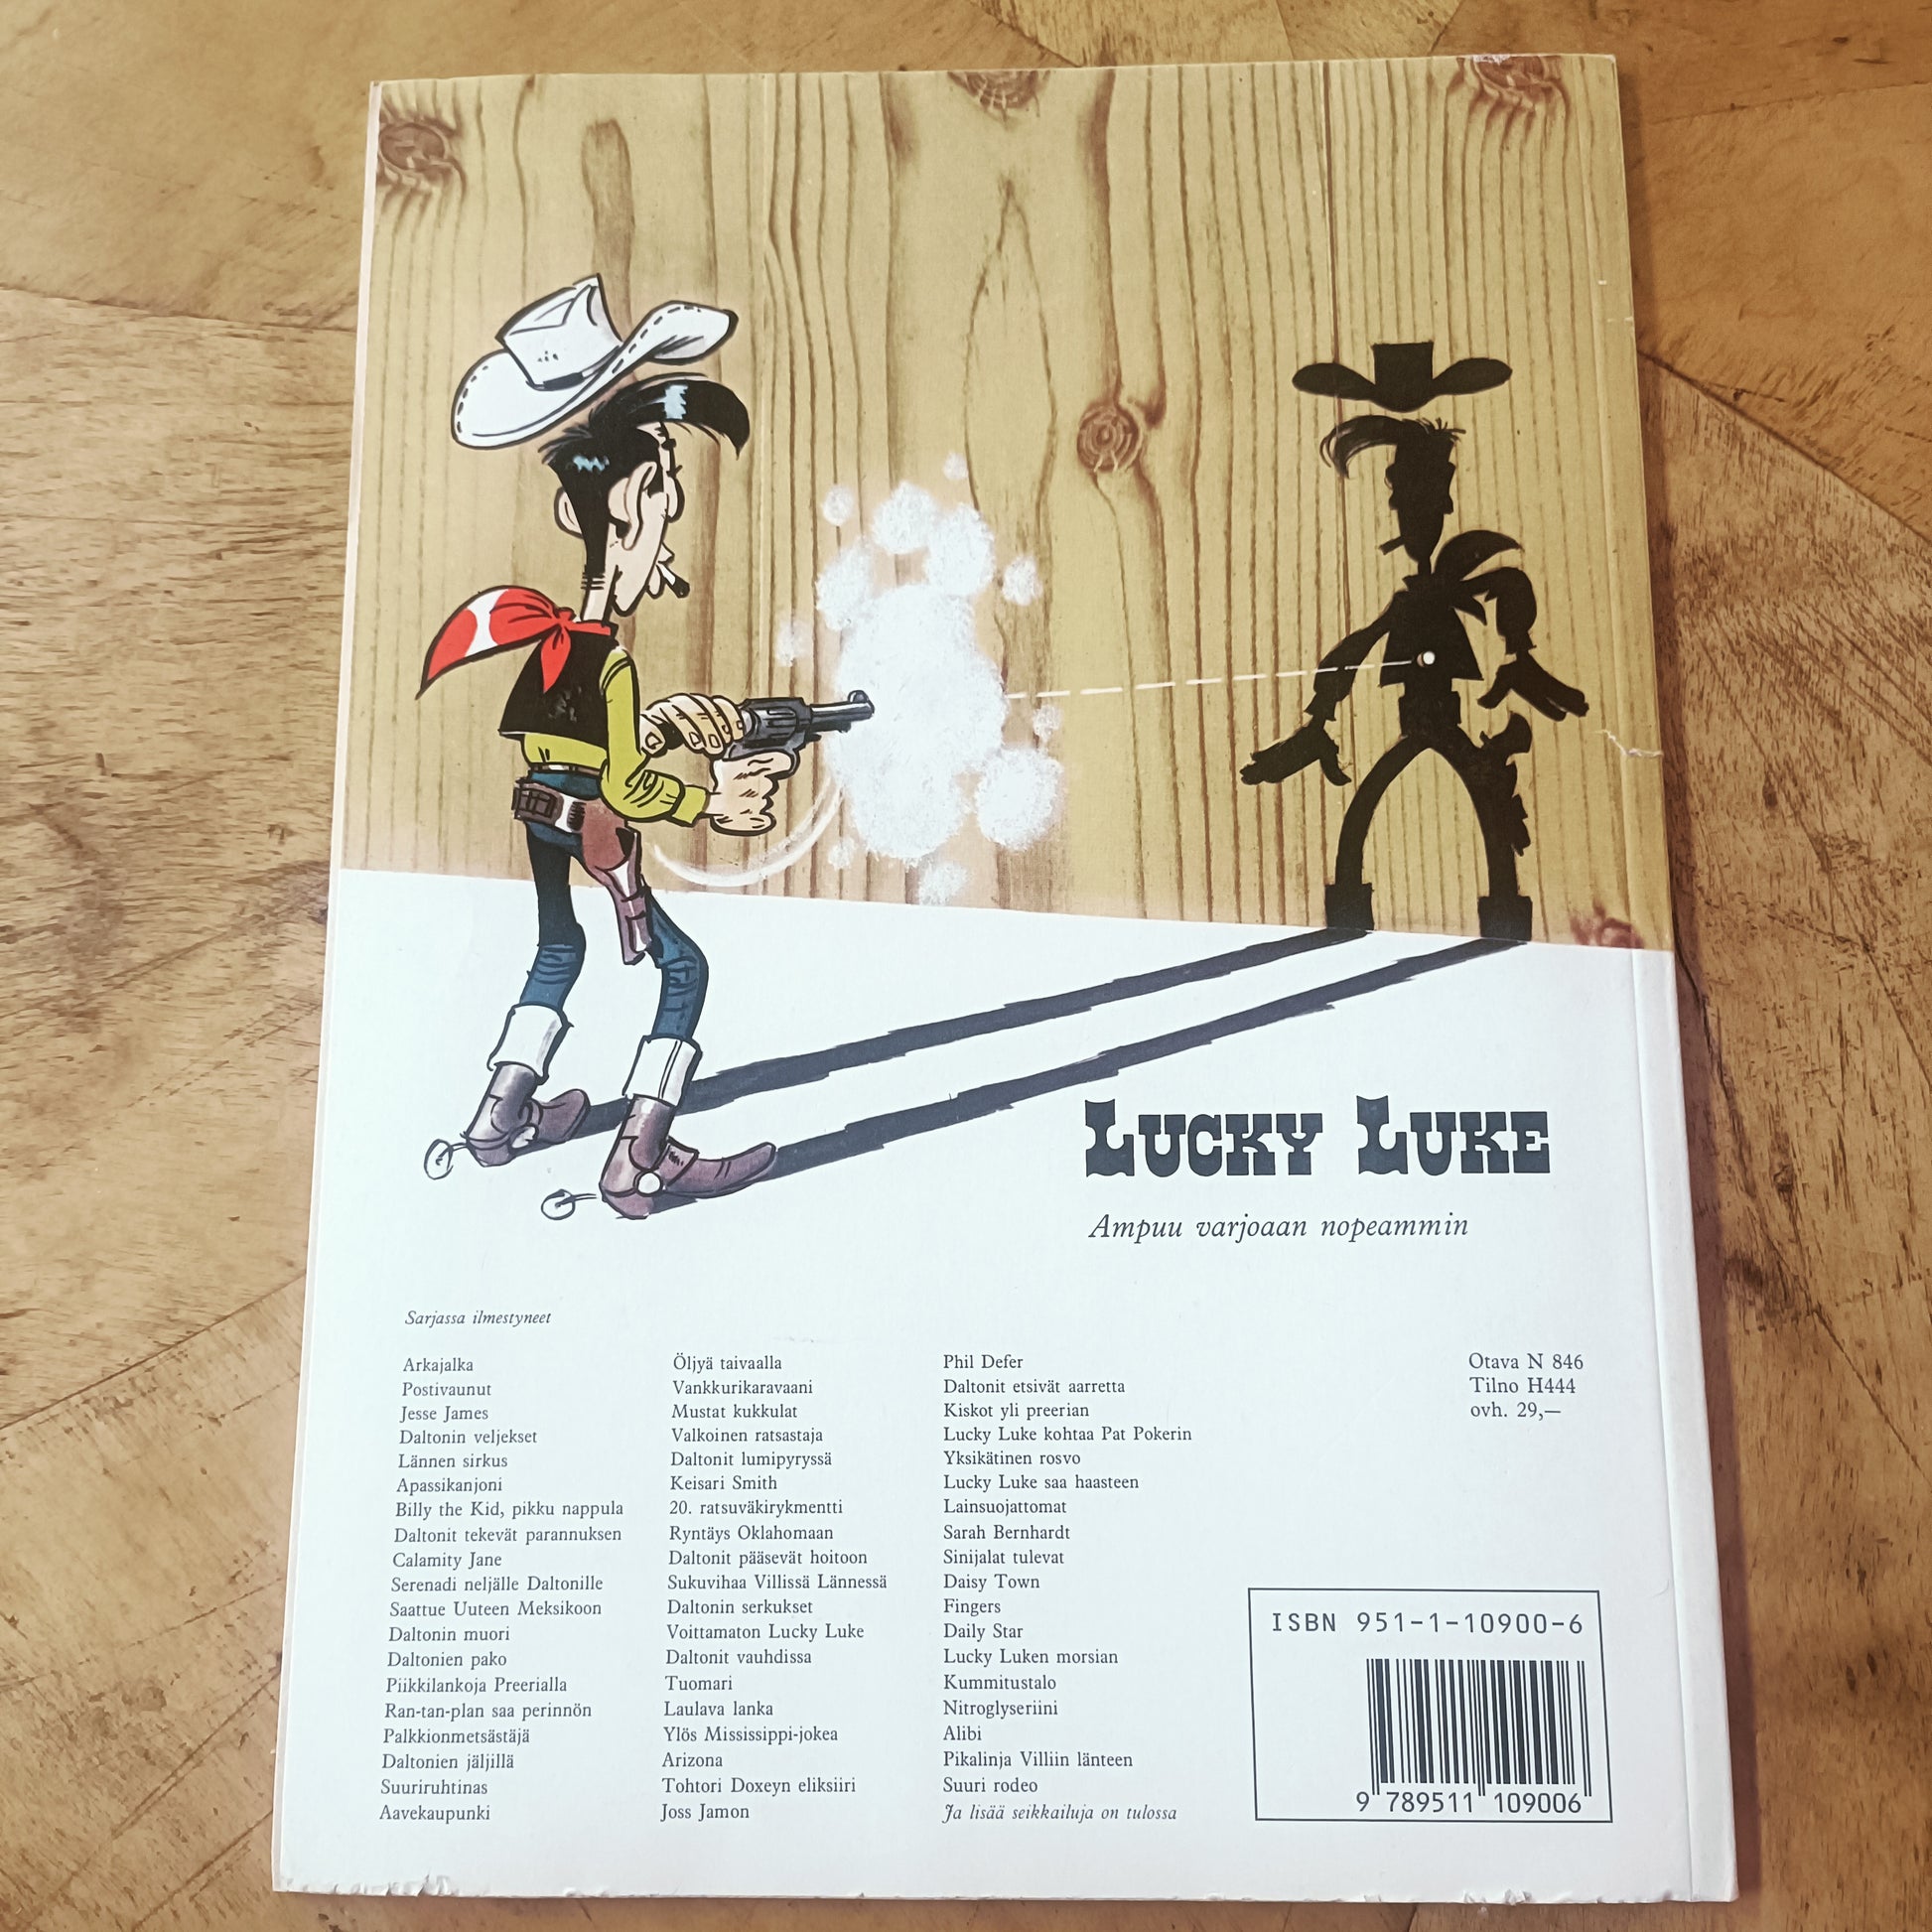 LUCKY LUKE
Ampuu varjoaan nopeammin
Sarjassa ilmestyneet
Arkajalka
Postivaunut
Jesse James
Daltonin veljekset
Lännen sirkus
Apassikanjoni
Billy the Kid, pikku nappula
Daltonit tekevät parannuksen
Calamity Jane
Serenadi neljälle Daltonille
Saattue Uuteen Meksikoon
Daltonin muori
Daltonien pako
Piikkilankoja Preerialla
Ran-tan-plan saa perinnön
Palkkionmetsästäjä
Daltonien jäljillä
Suuriruhtinas
Aavekaupunki
Öljyä taivaalla
Vankkurikaravaani
Mustat kukkulat
Valkoinen ratsastaja
Daltonit lumipyryssä
Keisari Smith
20. ratsuväkirykmentti
Ryntäys Oklahomaan
Daltonit pääsevät hoitoon
Sukuvihaa Villissä Lännessä
Daltonin serkukset
Voittamaton Lucky Luke
Daltonit vauhdissa
Tuomari
Laulava lanka
Ylös Mississippi-jokea
Arizona
Tohtori Doxeyn eliksiiri
Joss Jamon
Phil Defer
Daltonit etsivät aarretta
Kiskot yli preerian
Lucky Luke kohtaa Pat Pokerin
Yksikätinen rosvo
Lucky Luke saa haasteen
Lainsuojattomat
Sarah Bernhardt
Sinijalat tulevat
Daisy Town
Fingers
Daily Star
Lucky Luken morsian
Kummitustalo
Nitroglyseriini
Alibi
Pikalinja Villiin länteen
Suuri rodeo
Ja lisää seikkailuja on tulossa
Otava N 846
Tilno H444
ovh. 29,—
ISBN 951-1-10900-6
9 789511 109006